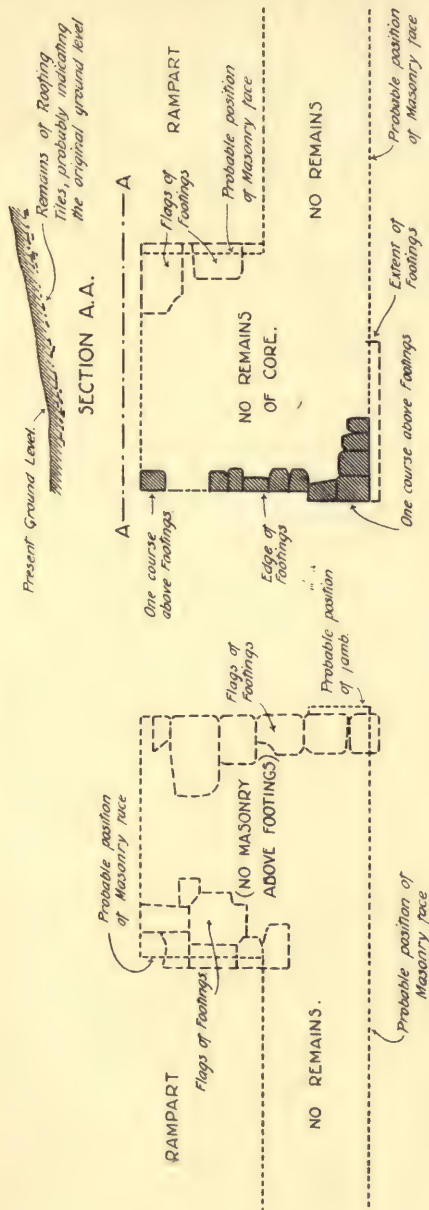 Present Ground Level.
Remains of Roofing
Tiles, probably indicating
the original ground level
SECTION A.A.
A
A
One course
above Footings
Flags of
Footings
RAMPART
Probable position
of Masonry face
NO REMAINS
OF CORE.
Edge of
Footings
NO REMAINS
Probable position
of Masonry face
Extent of
Footings
One course above Footings
Probable position
of Masonry face
RAMPART
Flags of Footings
(NO MASONRY
ABOVE FOOTINGS)
Flags of
Footings
Probable position
of jamb.
NO REMAINS.
Probable position of
Masonry face